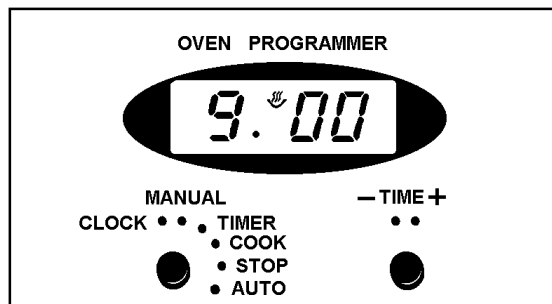 OVEN PROGRAMMER
9.00
MANUAL
CLOCK
TIMER
COOK
STOP
AUTO
– TIME +